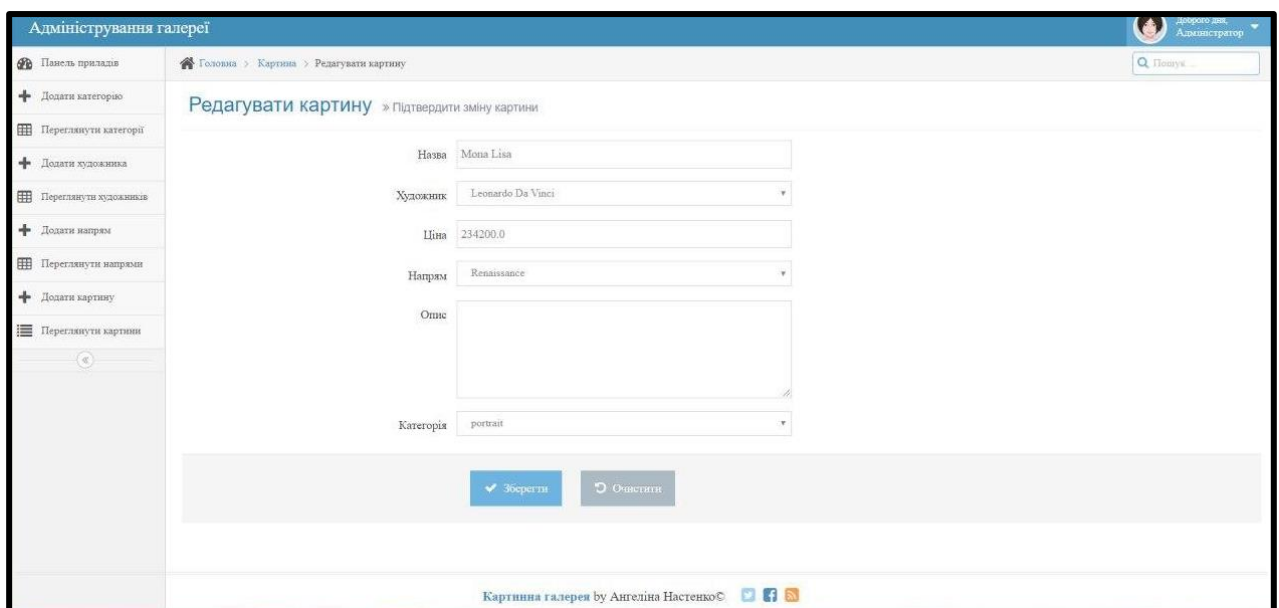 Адміністрування галереї
Доброго дня,
Адміністратор
Панель приладів
Головна > Картина > Редагувати картину
Пошук ...
Додати категорію
Редагувати картину » Підтвердити зміну картини
Переглянути категорії
Назва Mona Lisa
Додати художника
Художник Leonardo Da Vinci
Переглянути художників
Додати напрям
Ціна 234200.0
Переглянути напрями
Напрям Renaissance
Додати картину
Опис
Переглянути картини
Категорія portrait
Зберегти Очистити
Картинна галерея by Ангеліна Настенко©